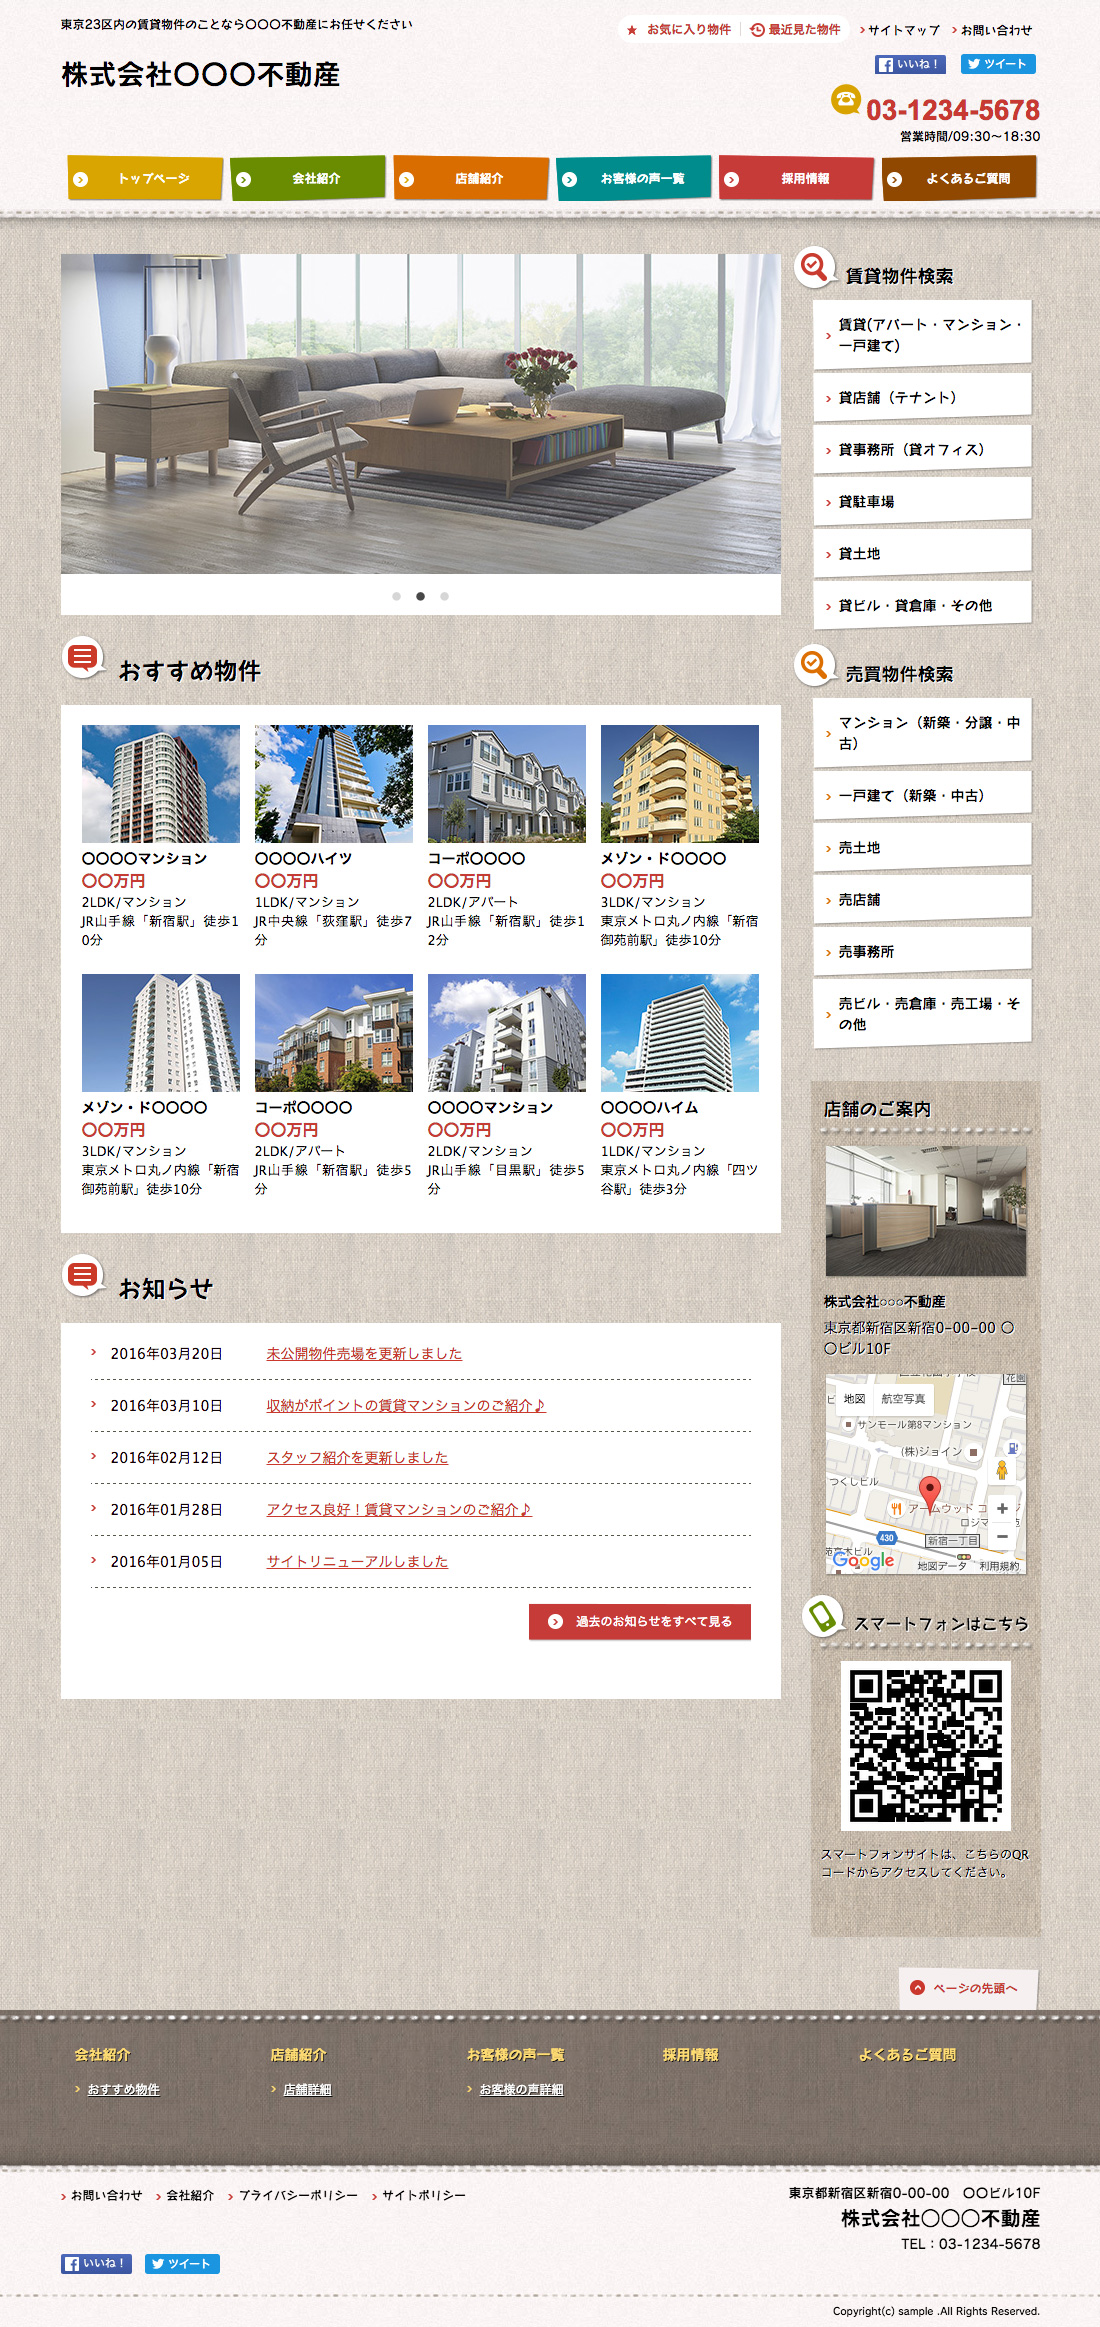 東京23区内の賃貸物件のことなら〇〇〇不動産にお任せください
お気に入り物件
最近見た物件
サイトマップ
お問い合わせ
株式会社〇〇〇不動産
いいね！
ツイート
03-1234-5678
営業時間/09:30〜18:30
トップページ
会社紹介
店舗紹介
お客様の声一覧
採用情報
よくあるご質問
賃貸物件検索
賃貸(アパート・マンション・
一戸建て)
貸店舗（テナント）
貸事務所（貸オフィス）
貸駐車場
貸土地
貸ビル・貸倉庫・その他
売買物件検索
マンション（新築・分譲・中
古）
一戸建て（新築・中古）
売土地
売店舗
売事務所
売ビル・売倉庫・売工場・そ
の他
おすすめ物件
〇〇〇〇マンション
〇〇万円
2LDK/マンション
JR山手線「新宿駅」徒歩1
0分
〇〇〇〇ハイツ
〇〇万円
1LDK/マンション
JR中央線「荻窪駅」徒歩7
分
コーポ〇〇〇〇
〇〇万円
2LDK/アパート
JR山手線「新宿駅」徒歩1
2分
メゾン・ド〇〇〇〇
〇〇万円
3LDK/マンション
東京メトロ丸ノ内線「新宿
御苑前駅」徒歩10分
メゾン・ド〇〇〇〇
〇〇万円
3LDK/マンション
東京メトロ丸ノ内線「新宿
御苑前駅」徒歩10分
コーポ〇〇〇〇
〇〇万円
2LDK/アパート
JR山手線「新宿駅」徒歩5
分
〇〇〇〇マンション
〇〇万円
2LDK/マンション
JR山手線「目黒駅」徒歩5
分
〇〇〇〇ハイム
〇〇万円
1LDK/マンション
東京メトロ丸ノ内線「四ツ
谷駅」徒歩3分
お知らせ
2016年03月20日 未公開物件売場を更新しました
2016年03月10日 収納がポイントの賃貸マンションのご紹介♪
2016年02月12日 スタッフ紹介を更新しました
2016年01月28日 アクセス良好！賃貸マンションのご紹介♪
2016年01月05日 サイトリニューアルしました
過去のお知らせをすべて見る
店舗のご案内
株式会社○○○不動産
東京都新宿区新宿0-00-00 〇
〇ビル10F
花園
地図
航空写真
サンモール第8マンション
(株)ジョイン
つくしビル
アームウッド コ
ロジマ
430
新宿一丁目
Google
地図データ
利用規約
スマートフォンはこちら
スマートフォンサイトは、こちらのQR
コードからアクセスしてください。
ページの先頭へ
会社紹介
おすすめ物件
店舗紹介
店舗詳細
お客様の声一覧
お客様の声詳細
採用情報
よくあるご質問
お問い合わせ
会社紹介
プライバシーポリシー
サイトポリシー
東京都新宿区新宿0-00-00　〇〇ビル10F
株式会社〇〇〇不動産
TEL：03-1234-5678
いいね！
ツイート
Copyright(c) sample .All Rights Reserved.